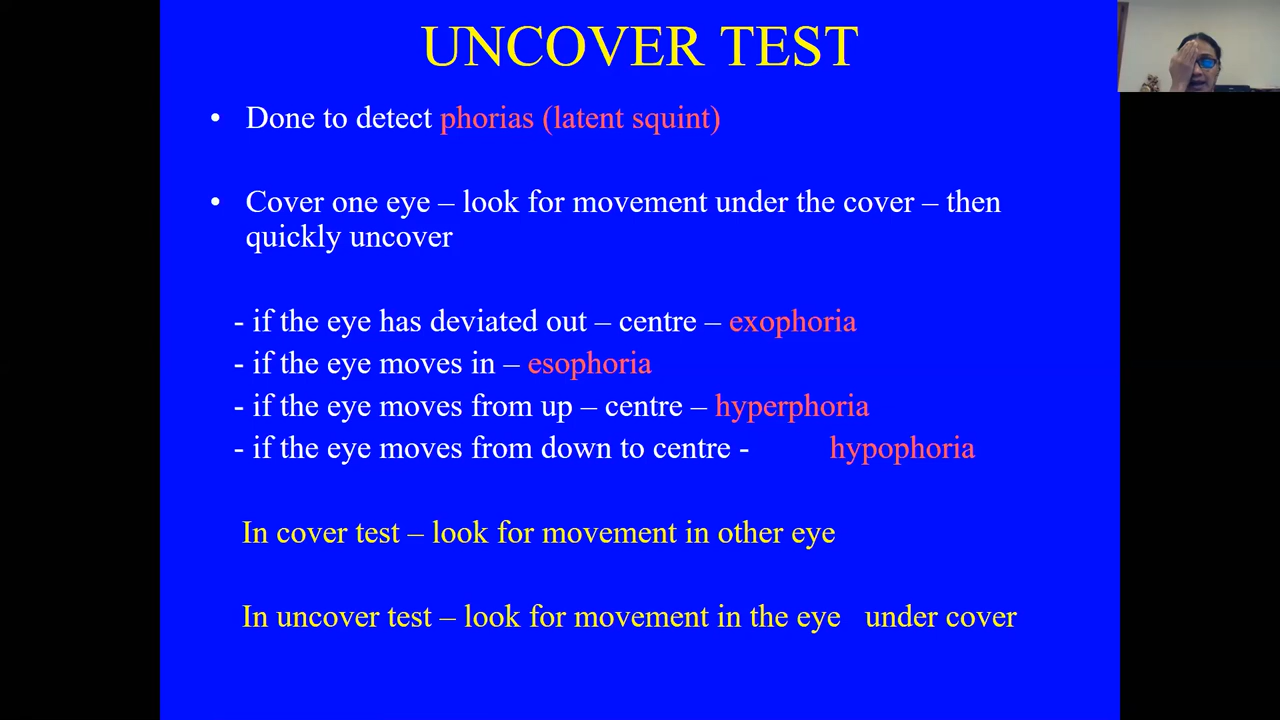 UNCOVER TEST
• Done to detect phorias (latent squint)
• Cover one eye – look for movement under the cover – then
quickly uncover
- if the eye has deviated out – centre – exophoria
- if the eye moves in – esophoria
- if the eye moves from up – centre – hyperphoria
- if the eye moves from down to centre - hypophoria
In cover test – look for movement in other eye
In uncover test – look for movement in the eye under cover